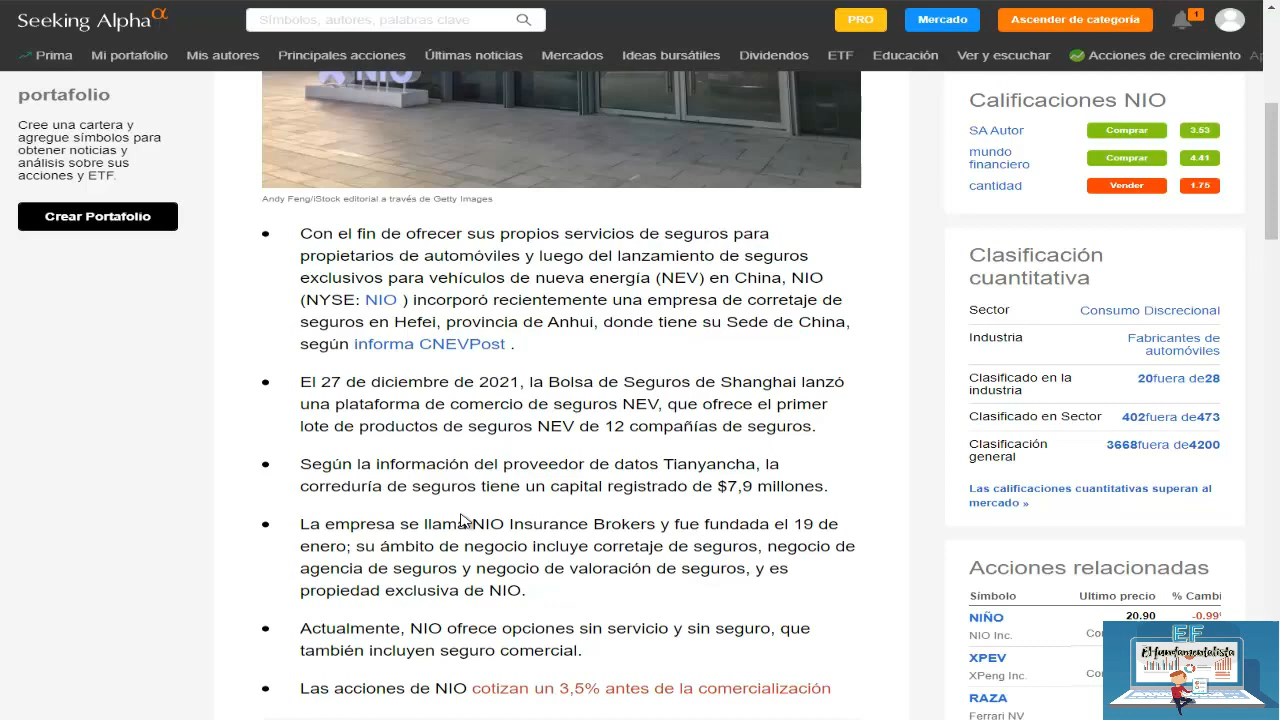 Seeking Alpha α
Símbolos, autores, palabras clave
PRO
Mercado
Ascender de categoría
1
Prima
Mi portafolio
Mis autores
Principales acciones
Últimas noticias
Mercados
Ideas bursátiles
Dividendos
ETF
Educación
Ver y escuchar
Acciones de crecimiento
portafolio
Cree una cartera y
agregue símbolos para
obtener noticias y
análisis sobre sus
acciones y ETF.
Crear Portafolio
NIO
Andy Feng/iStock editorial a través de Getty Images
Con el fin de ofrecer sus propios servicios de seguros para
propietarios de automóviles y luego del lanzamiento de seguros
exclusivos para vehículos de nueva energía (NEV) en China, NIO
(NYSE: NIO ) incorporó recientemente una empresa de corretaje de
seguros en Hefei, provincia de Anhui, donde tiene su Sede de China,
según informa CNEVPost .
El 27 de diciembre de 2021, la Bolsa de Seguros de Shanghai lanzó
una plataforma de comercio de seguros NEV, que ofrece el primer
lote de productos de seguros NEV de 12 compañías de seguros.
Según la información del proveedor de datos Tianyancha, la
correduría de seguros tiene un capital registrado de $7,9 millones.
La empresa se llama NIO Insurance Brokers y fue fundada el 19 de
enero; su ámbito de negocio incluye corretaje de seguros, negocio de
agencia de seguros y negocio de valoración de seguros, y es
propiedad exclusiva de NIO.
Actualmente, NIO ofrece opciones sin servicio y sin seguro, que
también incluyen seguro comercial.
Las acciones de NIO cotizan un 3,5% antes de la comercialización
Calificaciones NIO
SA Autor Comprar 3.53
mundo
financiero Comprar 4.41
cantidad Vender 1.75
Clasificación
cuantitativa
Sector Consumo Discrecional
Industria Fabricantes de
automóviles
Clasificado en la
industria 20fuera de28
Clasificado en Sector 402fuera de473
Clasificación
general 3668fuera de4200
Las calificaciones cuantitativas superan al
mercado »
Acciones relacionadas
Símbolo Ultimo precio % Cambi
NIÑO 20.90 -0.99
NIO Inc.
XPEV
XPeng Inc.
RAZA
Ferrari NV
EF
El Fundamentalista